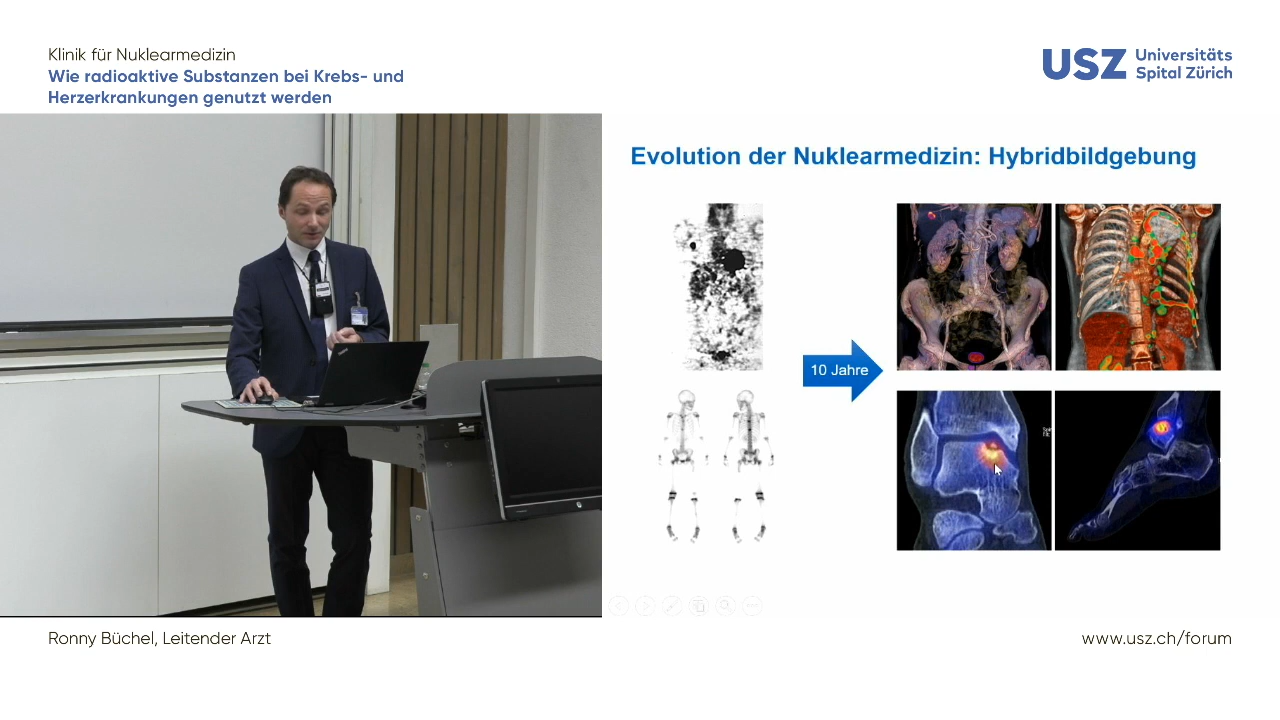 Klinik für Nuklearmedizin
Wie radioaktive Substanzen bei Krebs- und
Herzerkrankungen genutzt werden
USZ Universitäts
Spital Zürich
Evolution der Nuklearmedizin: Hybridbildgebung
10 Jahre
Ronny Büchel, Leitender Arzt
www.usz.ch/forum